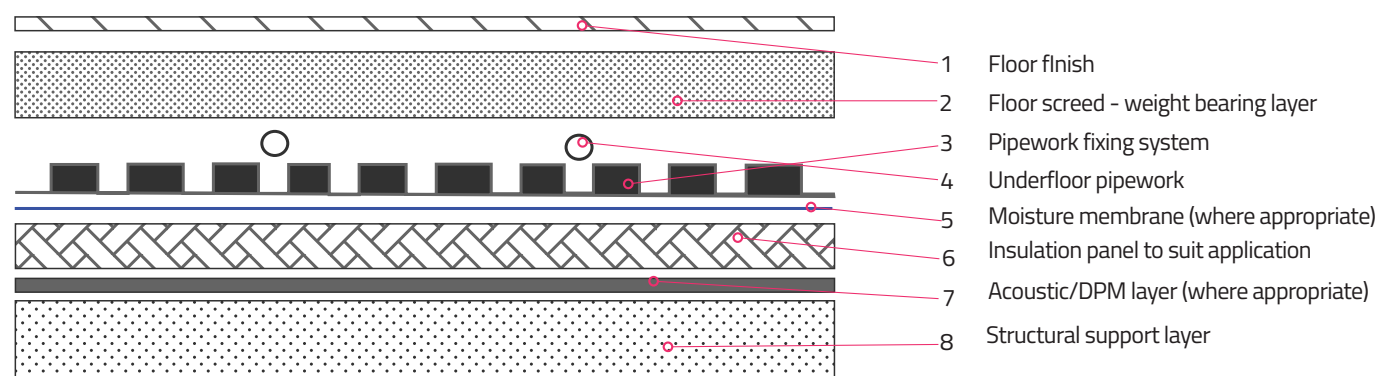 1 Floor fInish
2 Floor screed - weight bearing layer
3 Pipework fixing system
4 Underfloor pipework
5 Moisture membrane (where appropriate)
6 Insulation panel to suit application
7 Acoustic/DPM layer (where appropriate)
8 Structural support layer